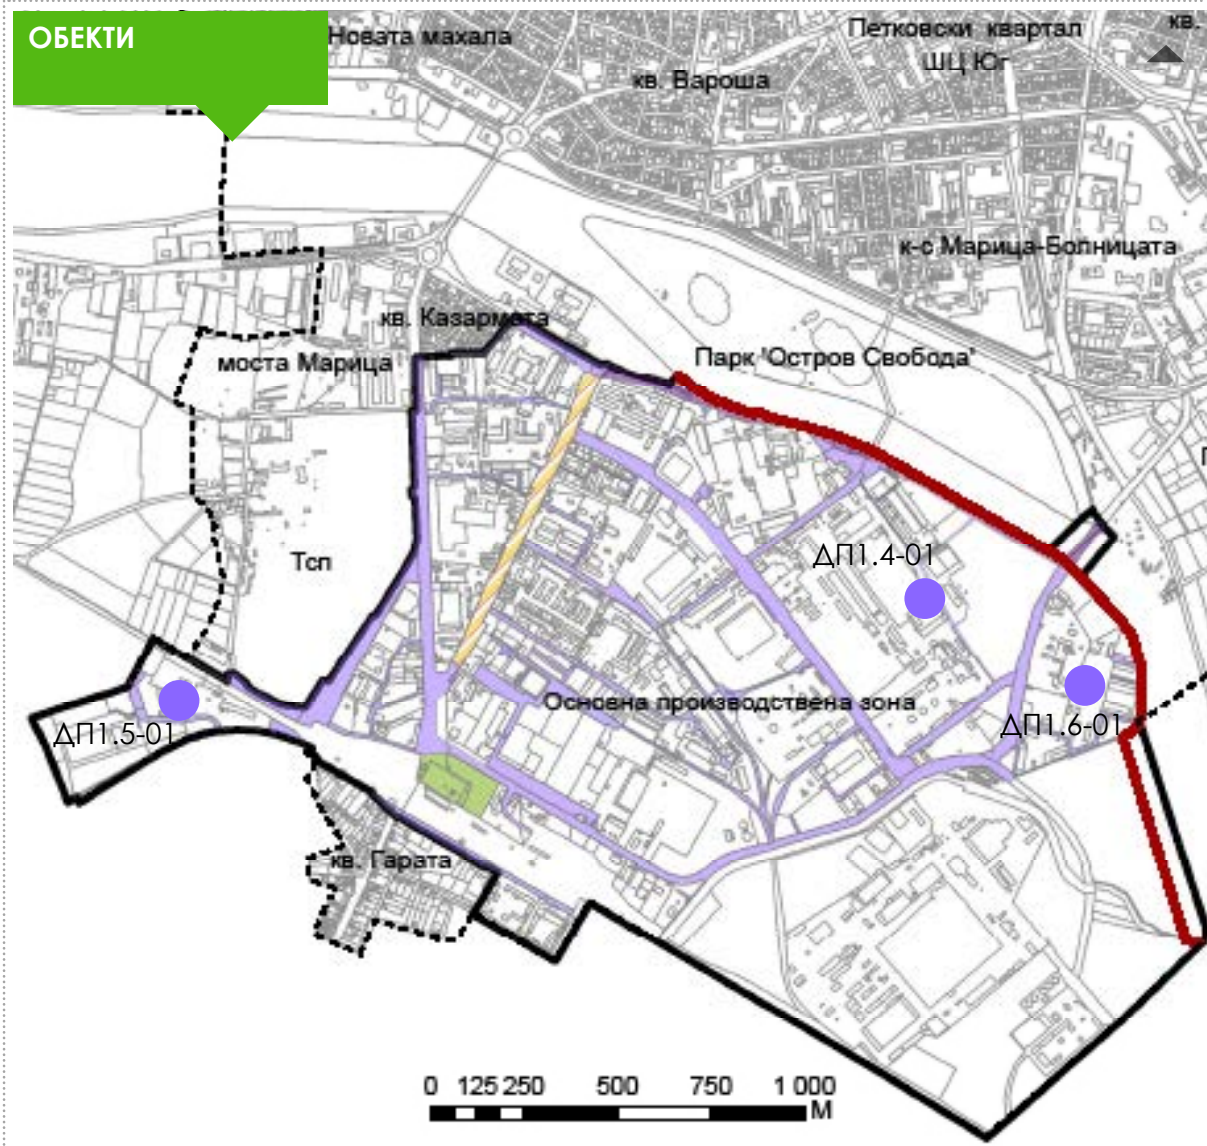 ОБЕКТИ
Новата махала
Петковски квартал
кв.
ШЦ Юг
кв. Вароша
к-с Марица-Болницата
кв. Казармата
моста Марица
Парк 'Остров Свобода'
Тсп
ДП1.4-01
Основна производствена зона
ДП1.5-01
ДП1.6-01
кв. Гарата
0 125 250 500 750 1 000
М